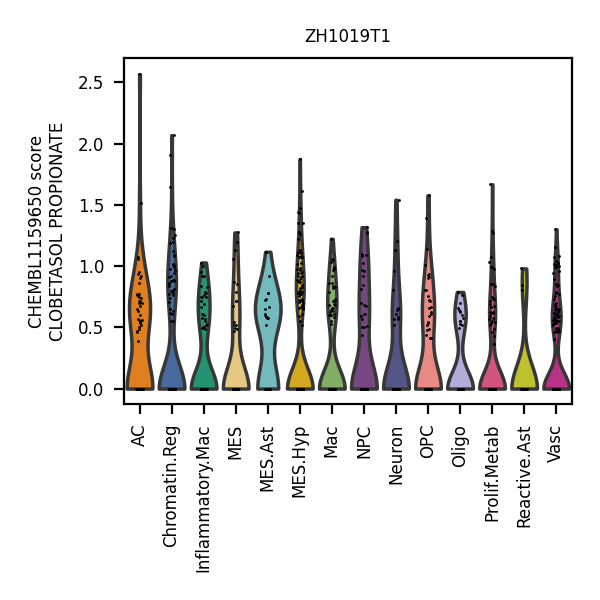 ZH1019T1
CHEMBL1159650 score
CLOBETASOL PROPIONATE
2.5
2.0
1.5
1.0
0.5
0.0
AC
Chromatin.Reg
Inflammatory.Mac
MES
MES.Ast
MES.Hyp
Mac
NPC
Neuron
OPC
Oligo
Prolif.Metab
Reactive.Ast
Vasc